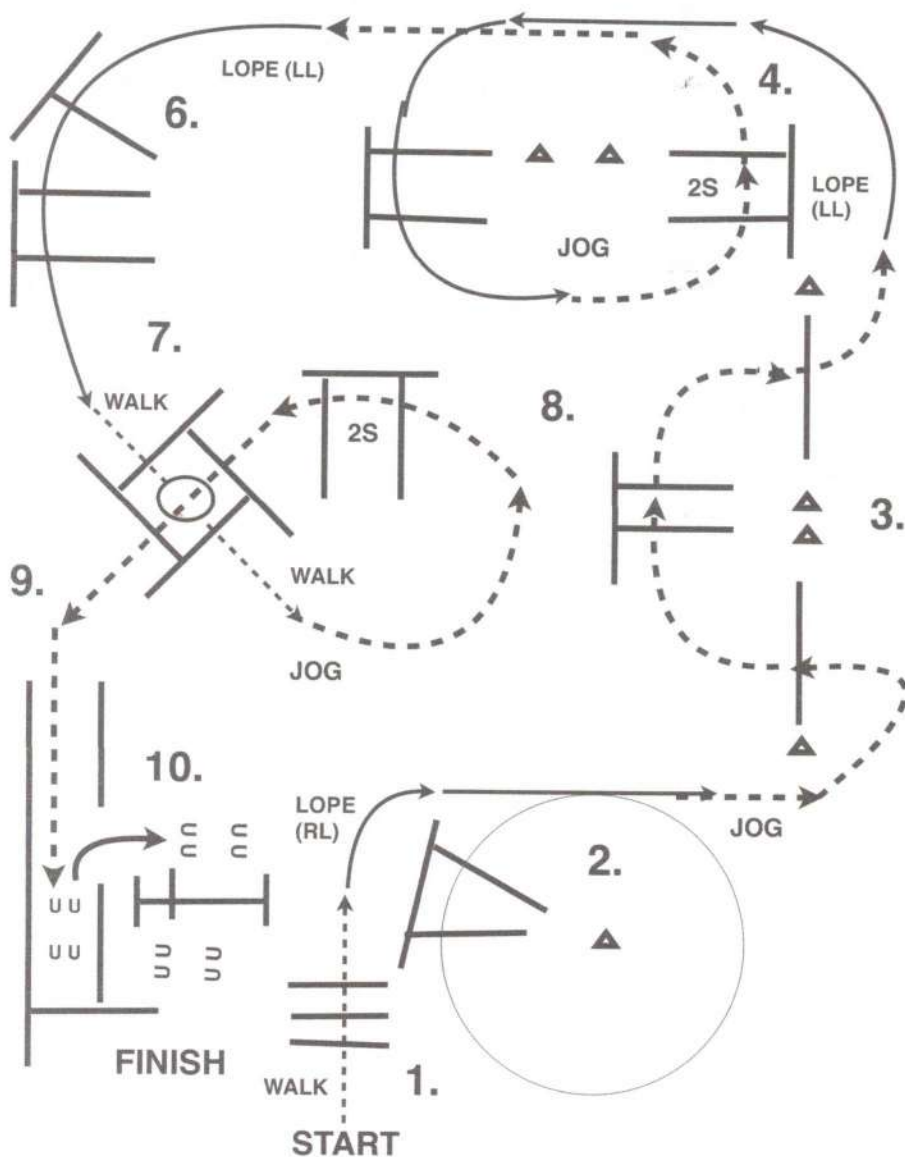 LOPE (LL)
4.
6.
2S
LOPE
(LL)
JOG
7.
WALK
8.
2S
3.
9.
WALK
JOG
10.
LOPE
(RL)
JOG
2.
FINISH
WALK
1.
START